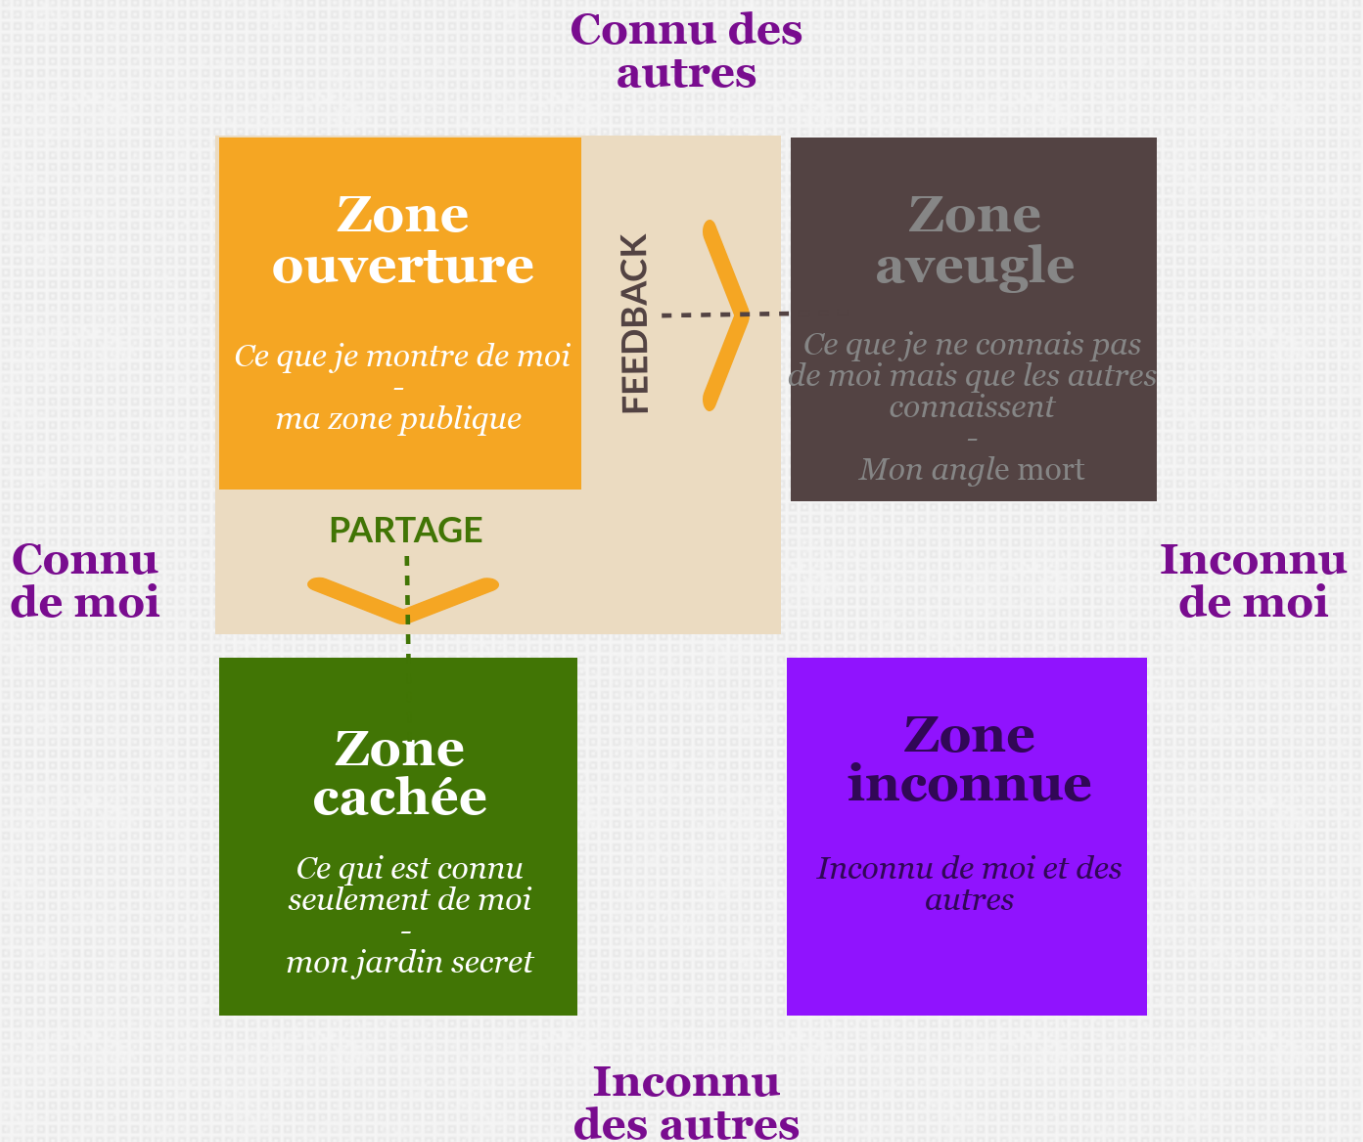 Connu des
autres
Zone
ouverture
Ce que je montre de moi
-
ma zone publique
FEEDBACK
Zone
aveugle
Ce que je ne connais pas
de moi mais que les autres
connaissent
-
Mon angle mort
PARTAGE
Connu
de moi
Inconnu
de moi
Zone
cachée
Ce qui est connu
seulement de moi
-
mon jardin secret
Zone
inconnue
Inconnu de moi et des
autres
Inconnu
des autres